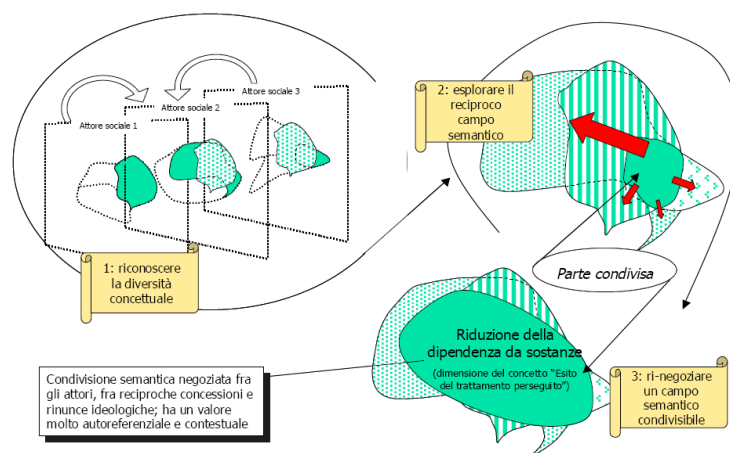 Attore sociale 1
Attore sociale 2
Attore sociale 3
1: riconoscere
la diversità
concettuale
2: esplorare il
reciproco
campo
semantico
Parte condivisa
Riduzione della
dipendenza da sostanze
(dimensione del concetto “Esito
del trattamento perseguito”)
3: ri-negoziare
un campo
semantico
condivisibile
Condivisione semantica negoziata fra
gli attori, fra reciproche concessioni e
rinunce ideologiche; ha un valore
molto autoreferenziale e contestuale